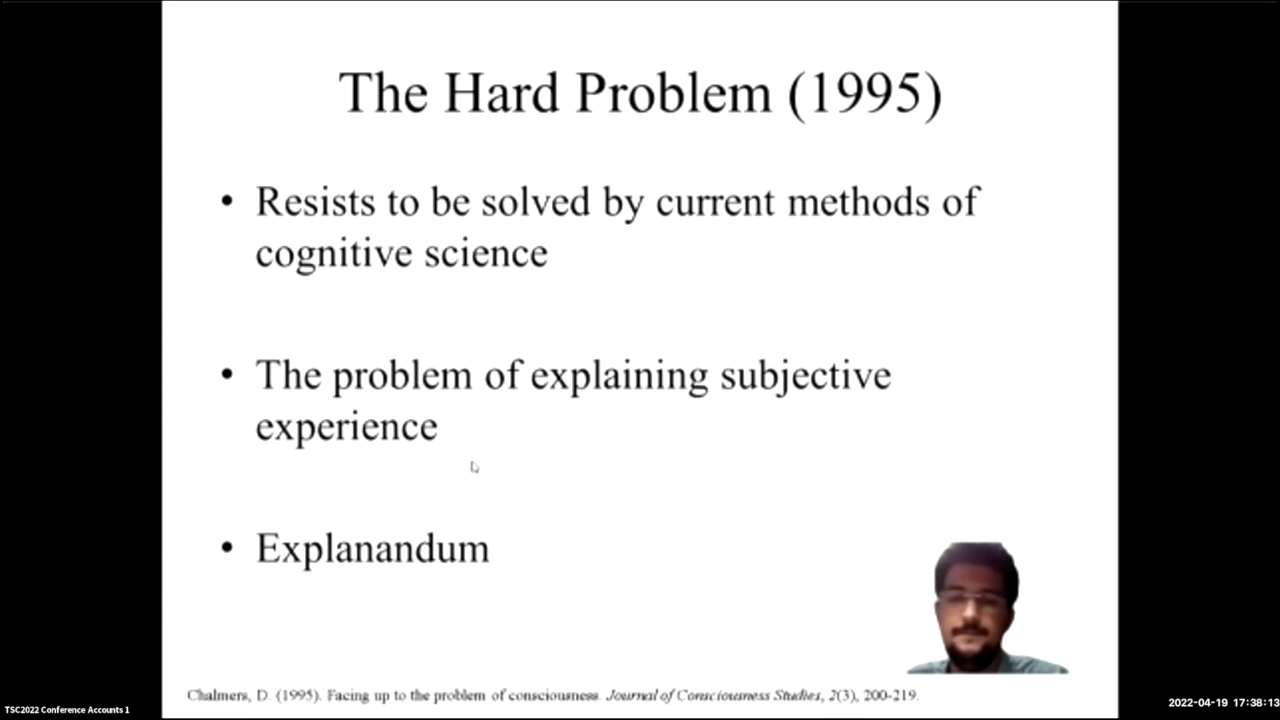 The Hard Problem (1995)
• Resists to be solved by current methods of
cognitive science
• The problem of explaining subjective
experience
• Explanandum
Chalmers, D. (1995). Facing up to the problem of consciousness. Journal of Consciousness Studies, 2(3), 200-219.
TSC2022 Conference Accounts 1
2022-04-19 17:38:13